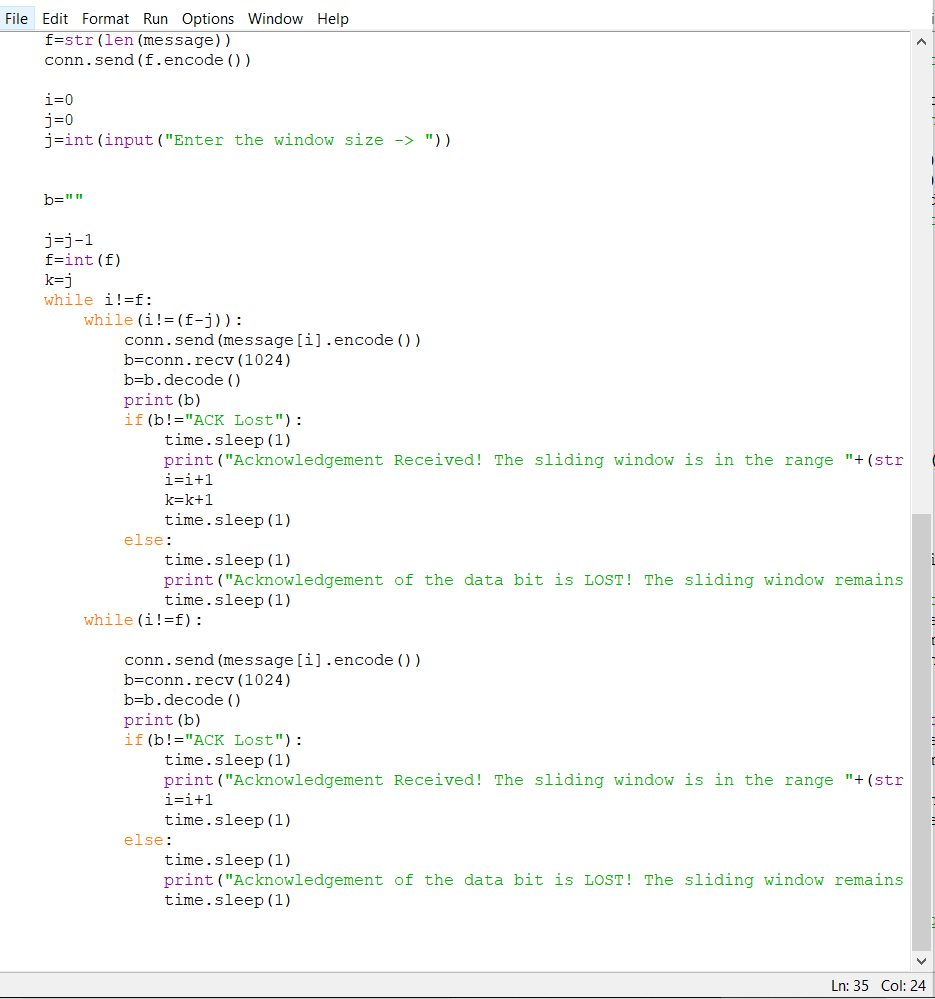 File Edit Format Run Options Window Help
f=str(len(message))
conn.send(f.encode())
i=0
j=0
j=int(input("Enter the window size -> "))
b=""
j=j-1
f=int(f)
k=j
while i!=f:
    while(i!=(f-j)):
        conn.send(message[i].encode())
        b=conn.recv(1024)
        b=b.decode()
        print(b)
        if(b!="ACK Lost"):
            time.sleep(1)
            print("Acknowledgement Received! The sliding window is in the range "+(str
            i=i+1
            k=k+1
            time.sleep(1)
        else:
            time.sleep(1)
            print("Acknowledgement of the data bit is LOST! The sliding window remains
            time.sleep(1)
    while(i!=f):
        conn.send(message[i].encode())
        b=conn.recv(1024)
        b=b.decode()
        print(b)
        if(b!="ACK Lost"):
            time.sleep(1)
            print("Acknowledgement Received! The sliding window is in the range "+(str
            i=i+1
            time.sleep(1)
        else:
            time.sleep(1)
            print("Acknowledgement of the data bit is LOST! The sliding window remains
            time.sleep(1)
Ln: 35 Col: 24